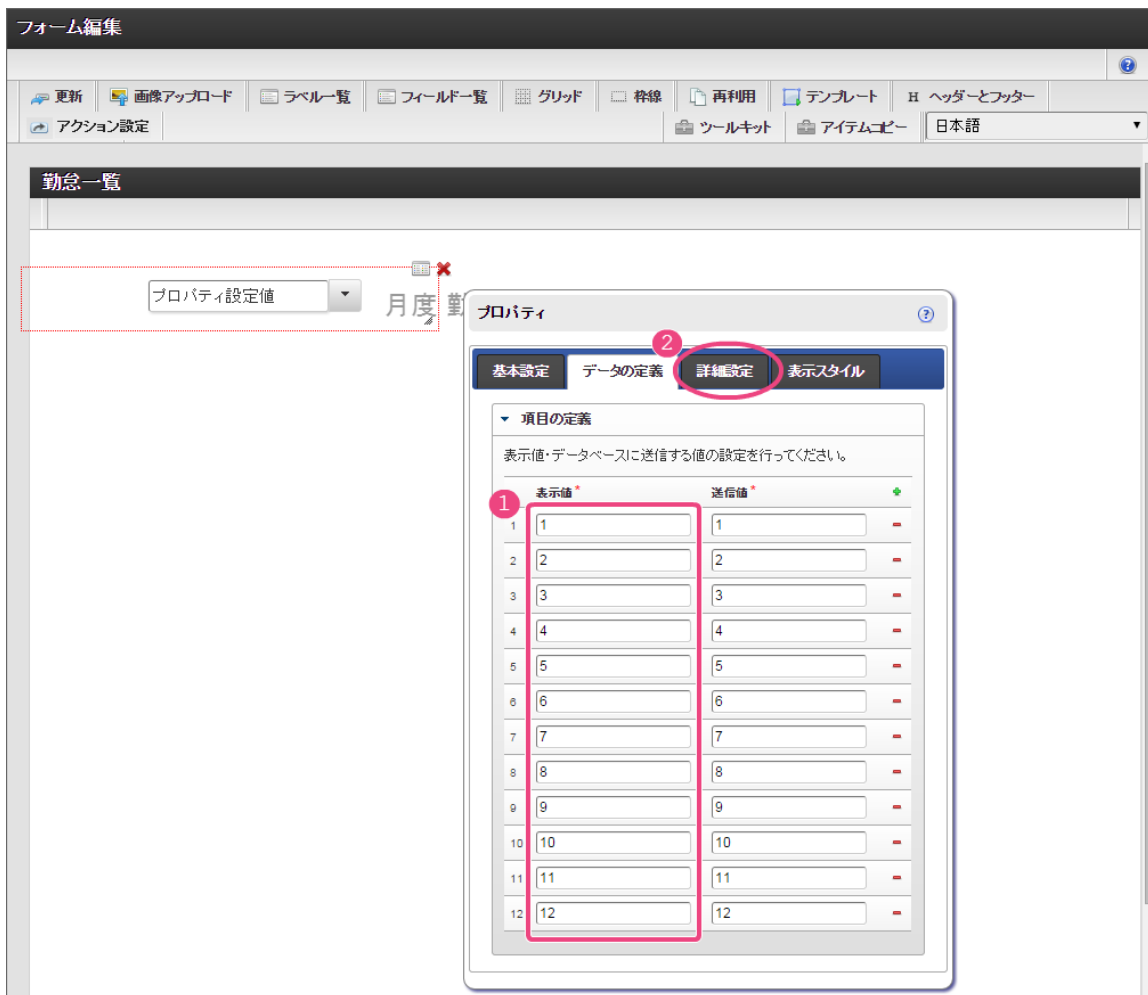 フォーム編集
更新 画像アップロード ラベル一覧 フィールド一覧 グリッド 枠線 再利用 テンプレート H ヘッダーとフッター
アクション設定 ツールキット アイテムコピー 日本語
勤怠一覧
プロパティ設定値 月度 勤
プロパティ
2
基本設定 データの定義 詳細設定 表示スタイル
項目の定義
表示値・データベースに送信する値の設定を行ってください。
1 表示値* 送信値*
1 1 1
2 2 2
3 3 3
4 4 4
5 5 5
6 6 6
7 7 7
8 8 8
9 9 9
10 10 10
11 11 11
12 12 12